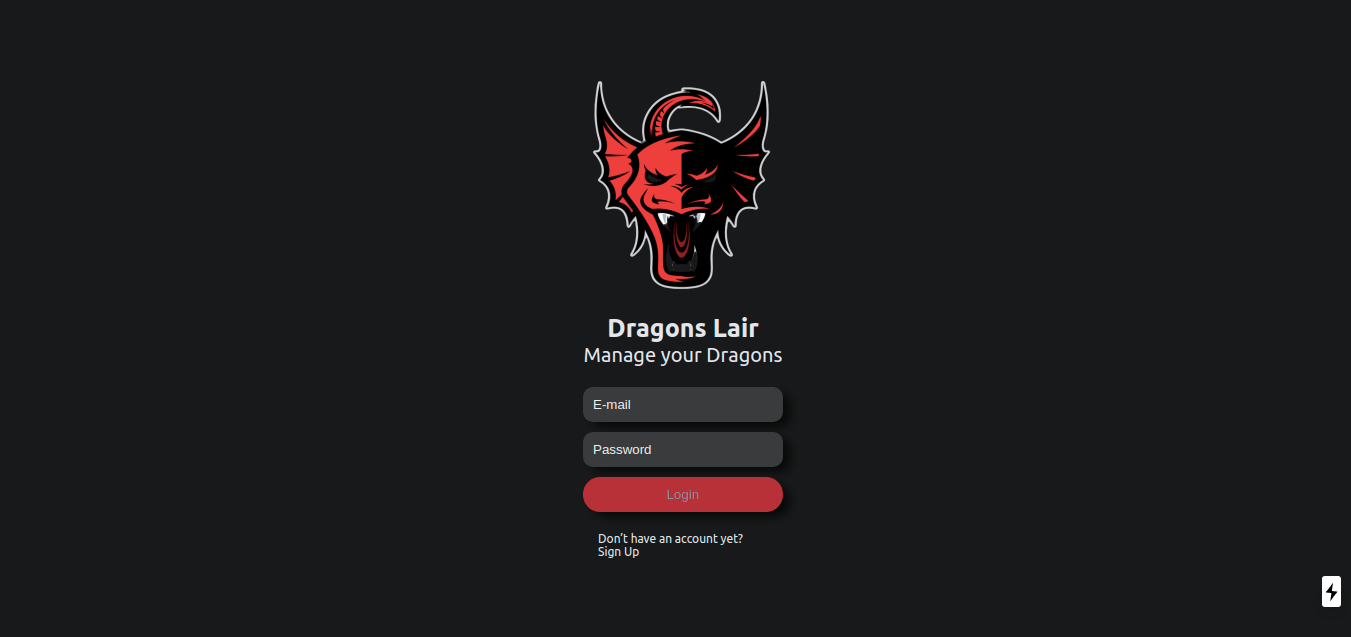 Dragons Lair
Manage your Dragons
E-mail
Password
Login
Don't have an account yet?
Sign Up